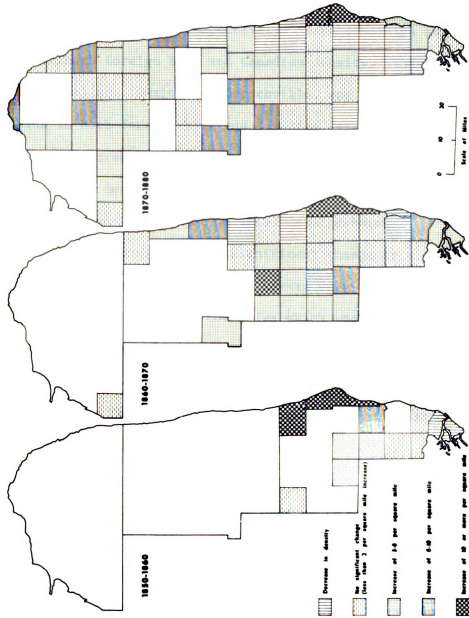 1850-1860
1860-1870
1870-1880
Decrease in density
No significant change
(less than 2 per square mile increase)
Increase of 2-5 per square mile
Increase of 6-10 per square mile
Increase of 10 or more per square mile
0 10 20
Scale of Miles